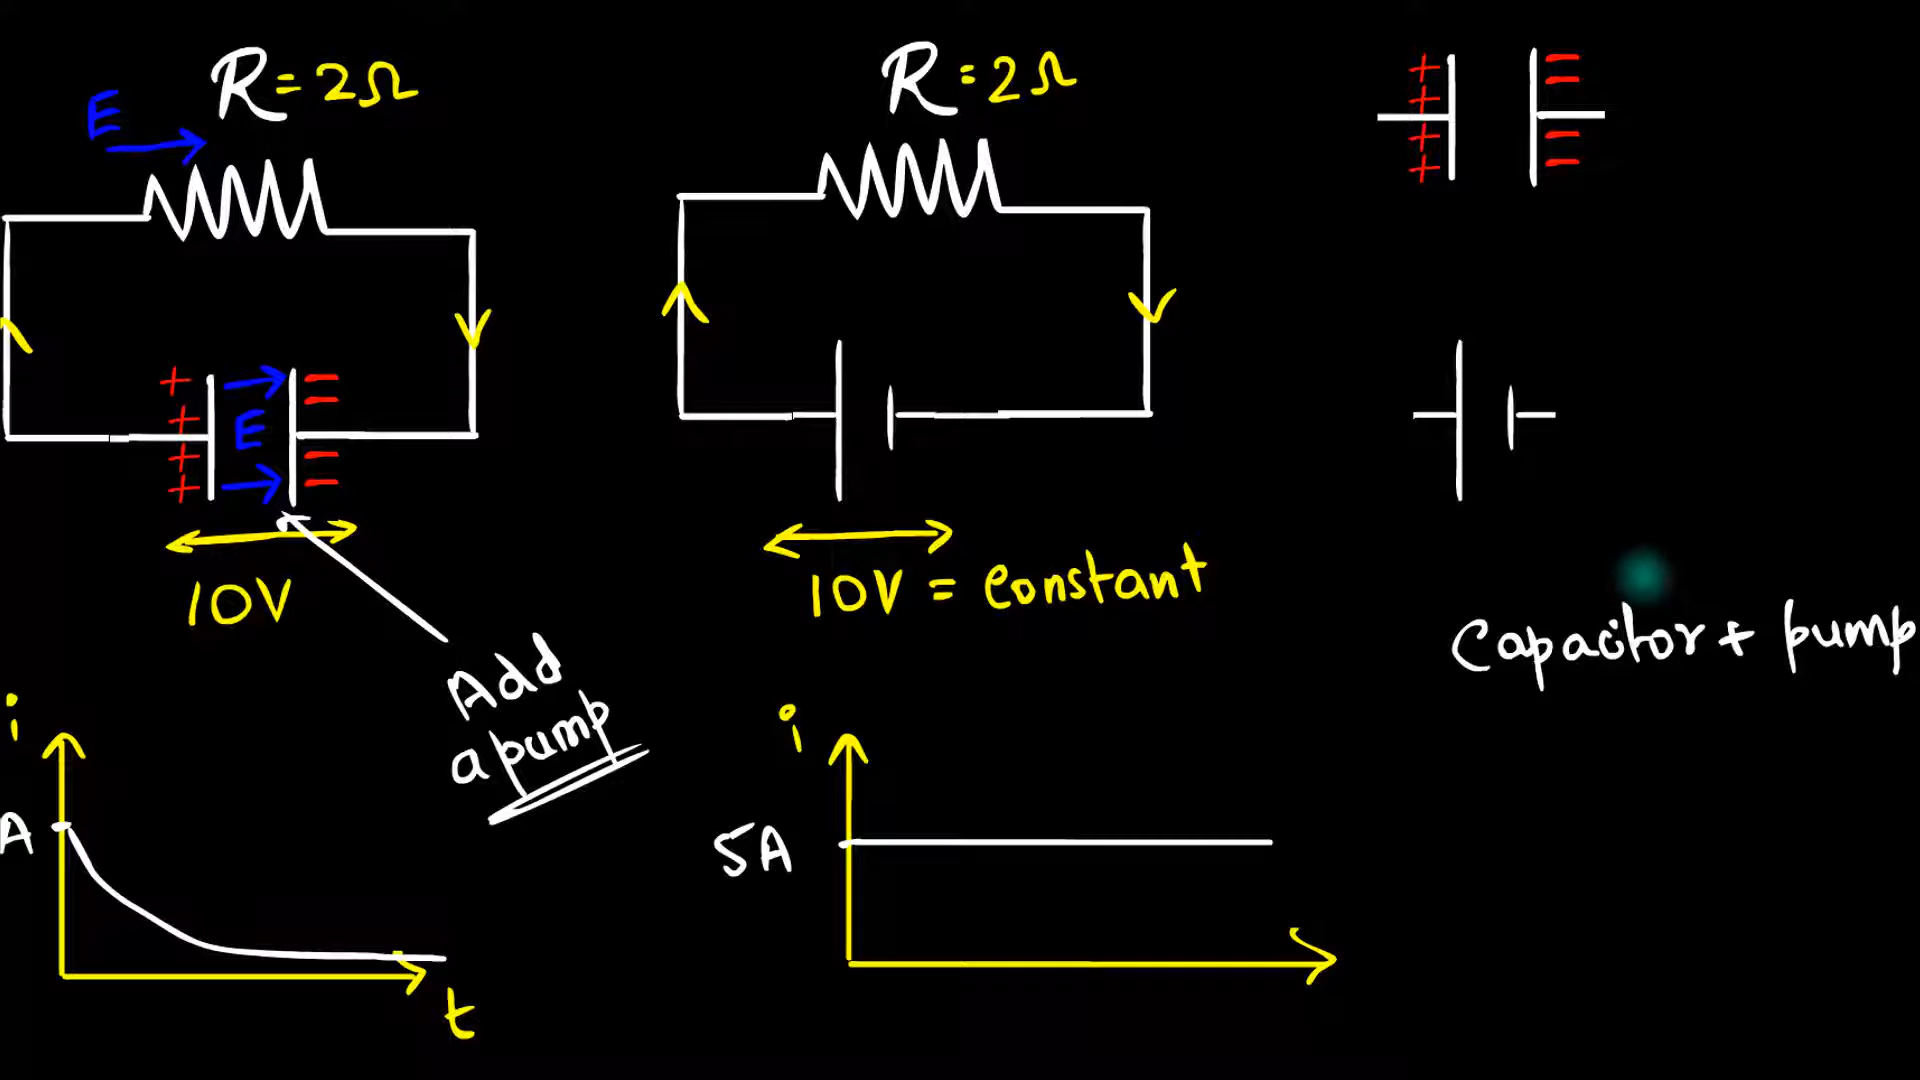 R = 2Ω
E
+ + + +
E
− − − −
10V
Add
a pump
i
A
t
R = 2Ω
10V = constant
i
5A
+ + + +
− − − −
Capacitor + pump